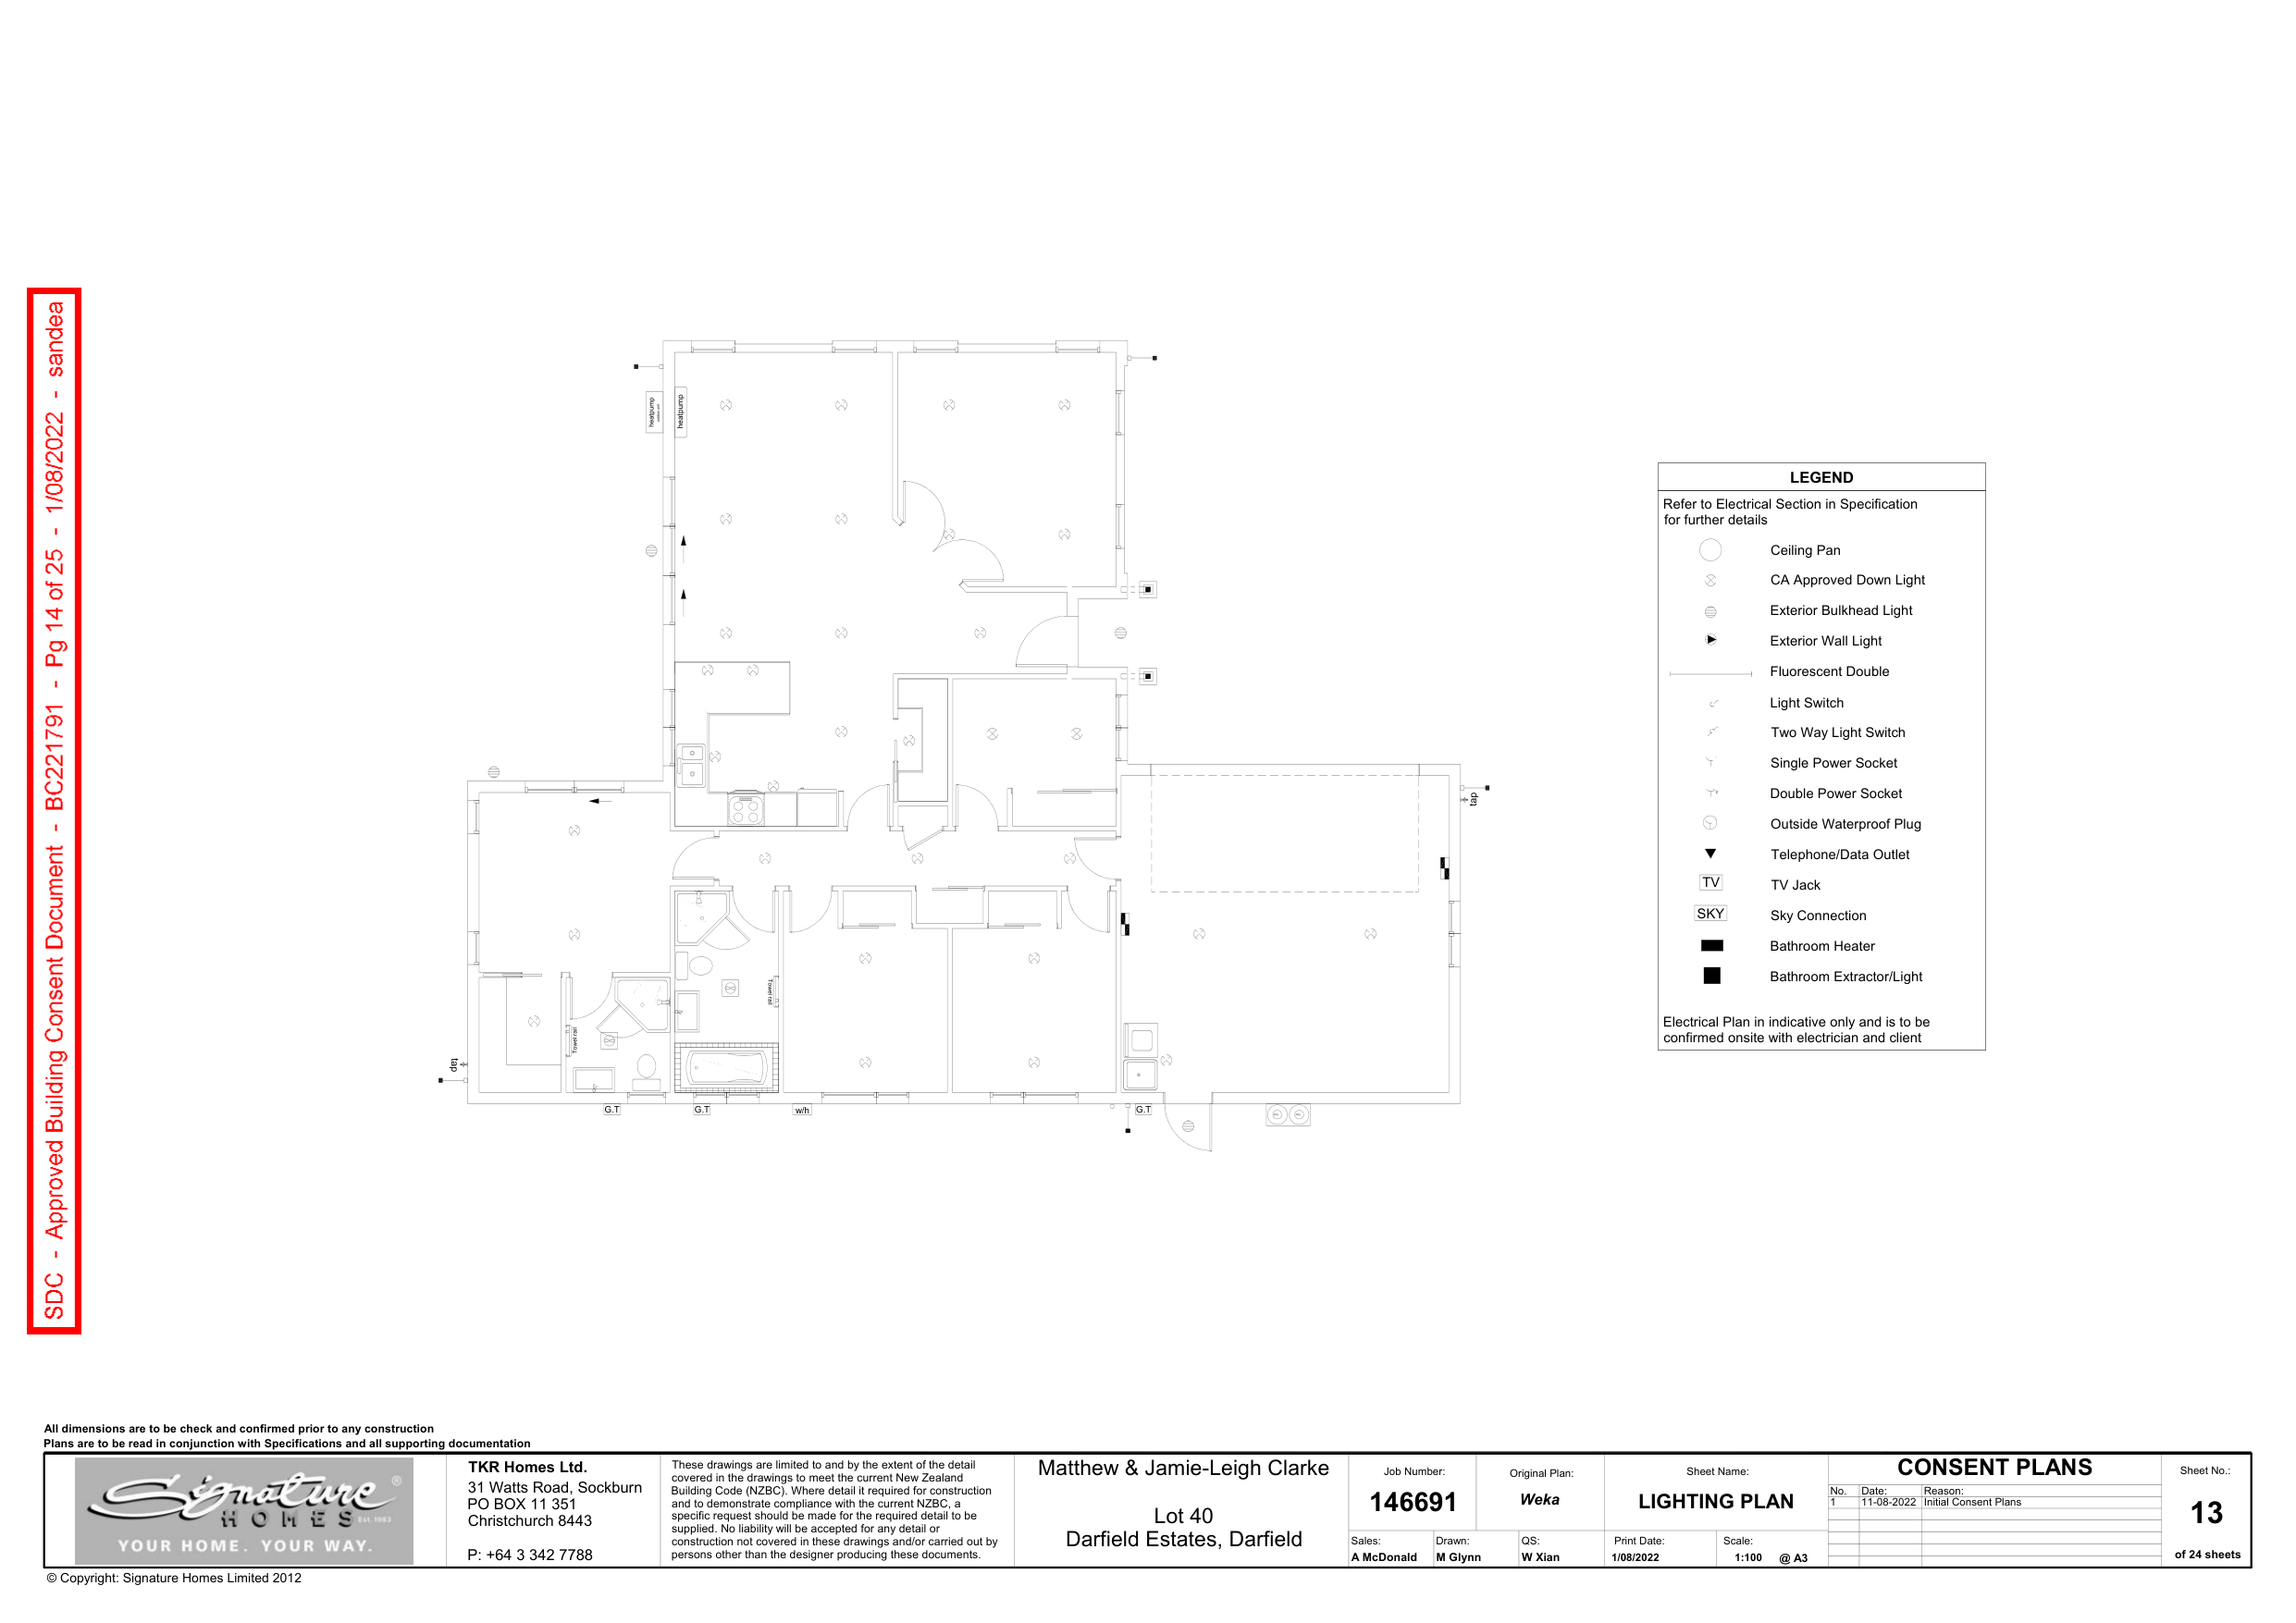 SDC - Approved Building Consent Document - BC221791 - Pg 14 of 25 - 1/08/2022 - sandea
heatpump
heatpump
tap
Towel rail
Towel rail
tap
G.T
G.T
w/h
G.T
LEGEND
Refer to Electrical Section in Specification
for further details
Ceiling Pan
CA Approved Down Light
Exterior Bulkhead Light
Exterior Wall Light
Fluorescent Double
Light Switch
Two Way Light Switch
Single Power Socket
Double Power Socket
Outside Waterproof Plug
Telephone/Data Outlet
TV TV Jack
SKY Sky Connection
Bathroom Heater
Bathroom Extractor/Light
Electrical Plan in indicative only and is to be
confirmed onsite with electrician and client
All dimensions are to be check and confirmed prior to any construction
Plans are to be read in conjunction with Specifications and all supporting documentation
Signature ®
HOMES Est. 1983
YOUR HOME. YOUR WAY.
TKR Homes Ltd.
31 Watts Road, Sockburn
PO BOX 11 351
Christchurch 8443
P: +64 3 342 7788
These drawings are limited to and by the extent of the detail
covered in the drawings to meet the current New Zealand
Building Code (NZBC). Where detail it required for construction
and to demonstrate compliance with the current NZBC, a
specific request should be made for the required detail to be
supplied. No liability will be accepted for any detail or
construction not covered in these drawings and/or carried out by
persons other than the designer producing these documents.
Matthew & Jamie-Leigh Clarke
Lot 40
Darfield Estates, Darfield
Job Number:
146691
Original Plan:
Weka
Sales:
A McDonald
Drawn:
M Glynn
QS:
W Xian
Sheet Name:
LIGHTING PLAN
Print Date:
1/08/2022
Scale:
1:100 @ A3
CONSENT PLANS
No. Date: Reason:
1 11-08-2022 Initial Consent Plans
Sheet No.:
13
of 24 sheets
© Copyright: Signature Homes Limited 2012